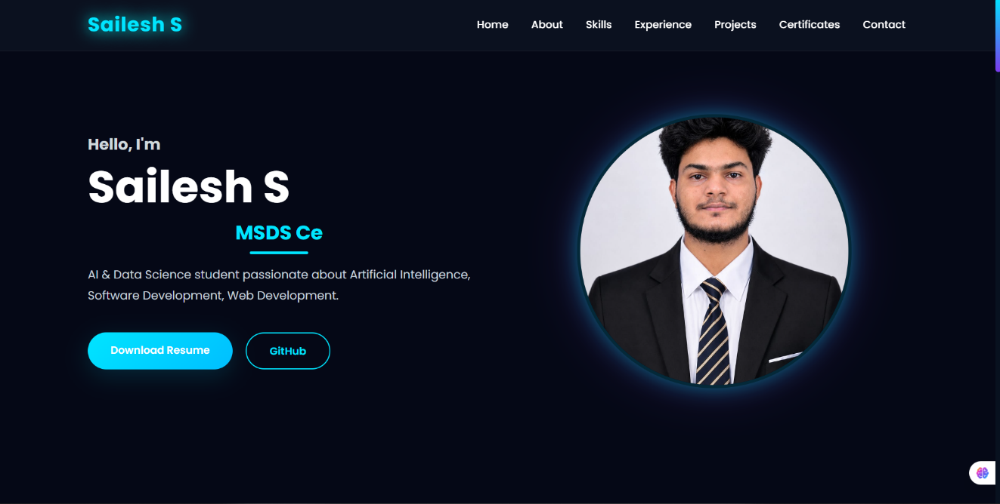 Sailesh S
Home About Skills Experience Projects Certificates Contact
Hello, I'm
Sailesh S
MSDS Ce
AI & Data Science student passionate about Artificial Intelligence,
Software Development, Web Development.
Download Resume GitHub